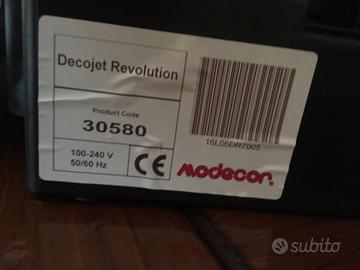 Decojet Revolution
Product Code
30580
100-240 V
50/60 Hz
CE
16L06DR7005
modecor
subito